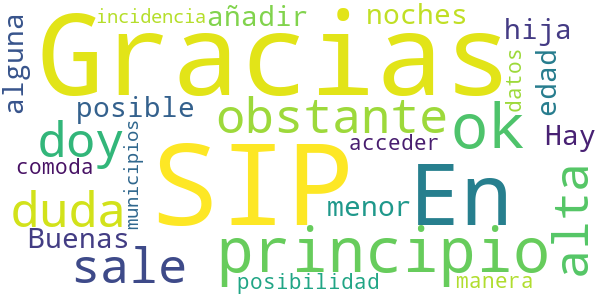 incidencia
añadir
noches
Gracias
hija
alguna
posible
obstante
ok
datos
edad
doy
municipios
SIP
acceder
Hay
comoda
En
alta
duda
menor
Buenas
principio
sale
posibilidad
manera